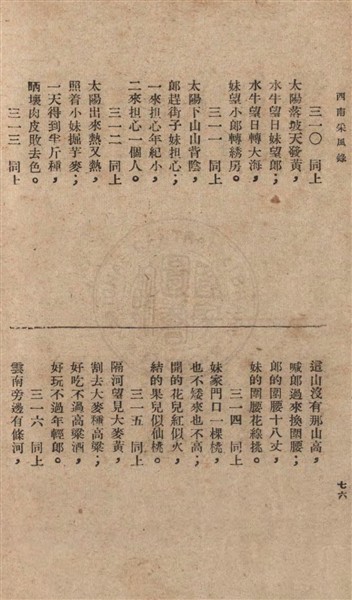 西南采風錄
三一〇　同上
太陽落坡天發黃，
水牛望日妹望郎；
水牛望日轉大海，
妹望小郎轉綉房。
三一一　同上
太陽下山山背陰，
郎趕街子妹担心；
一來担心年紀小，
二來担心一個人。
三一二　同上
太陽出來熱又熱，
照着小妹掘芋麥；
一天得到半斤種，
晒壞肉皮敗去色。
三一三　同上
這山沒有那山高，
喊郎過來換圍腰；
郎的圍腰十八丈，
妹的圍腰花線挑。
三一四　同上
妹家門口一棵桃，
也不矮來也不高；
開的花兒紅似火，
結的果兒似仙桃。
三一五　同上
隔河望見大麥黃，
割去大麥種高粱；
好吃不過高粱酒，
好玩不過年輕郎。
三一六　同上
雲南旁邊有條河，
七六